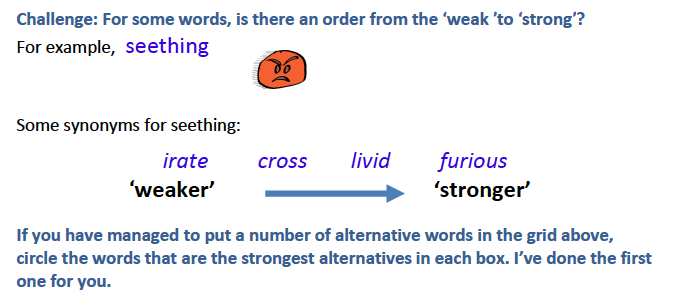 Challenge: For some words, is there an order from the ‘weak ’to ‘strong’?
For example, seething
Some synonyms for seething:
irate cross livid furious
‘weaker’ ‘stronger’
If you have managed to put a number of alternative words in the grid above,
circle the words that are the strongest alternatives in each box. I’ve done the first
one for you.